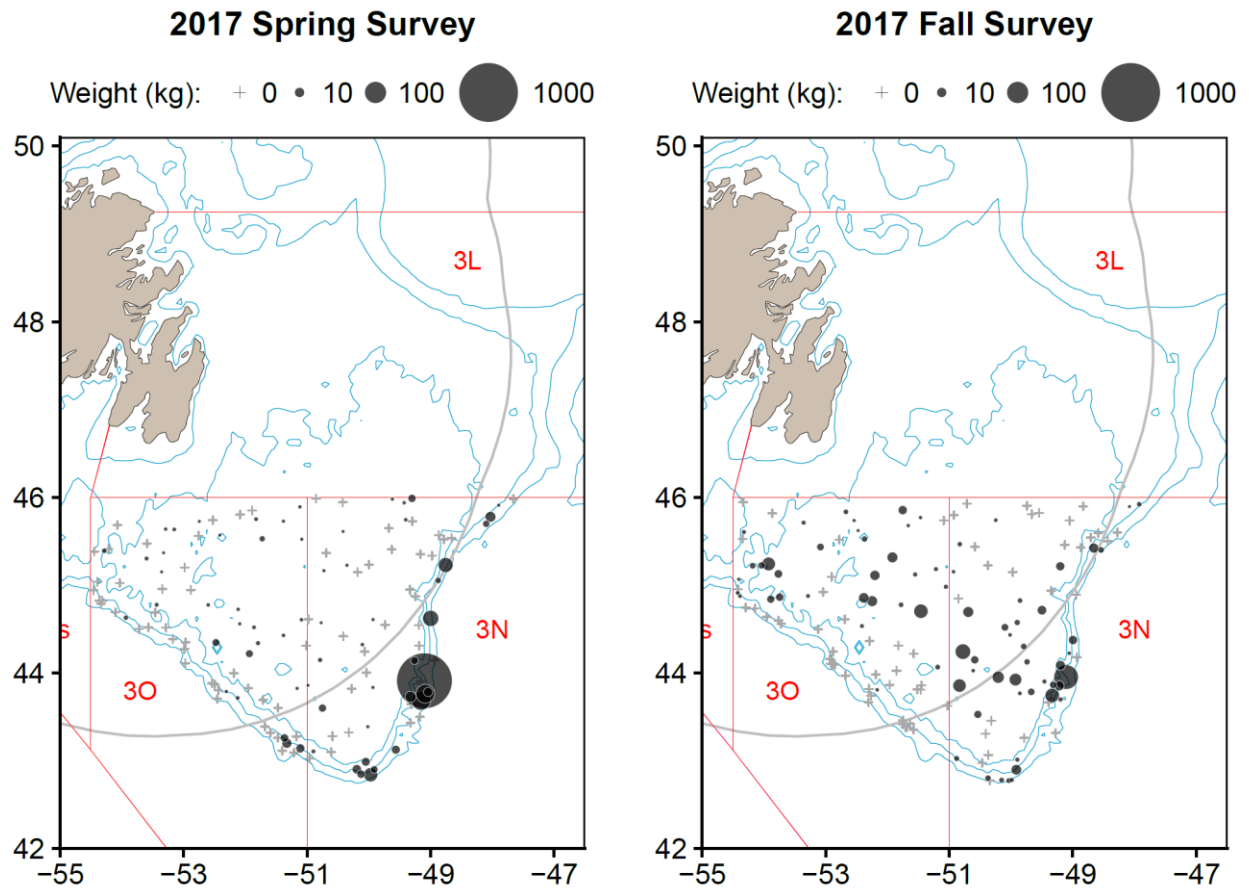 2017 Spring Survey
Weight (kg): + 0 10 100 1000
50
48
46
44
42
−55 −53 −51 −49 −47
3L
3N
3O
s
2017 Fall Survey
Weight (kg): + 0 10 100 1000
50
48
46
44
42
−55 −53 −51 −49 −47
3L
3N
3O
s